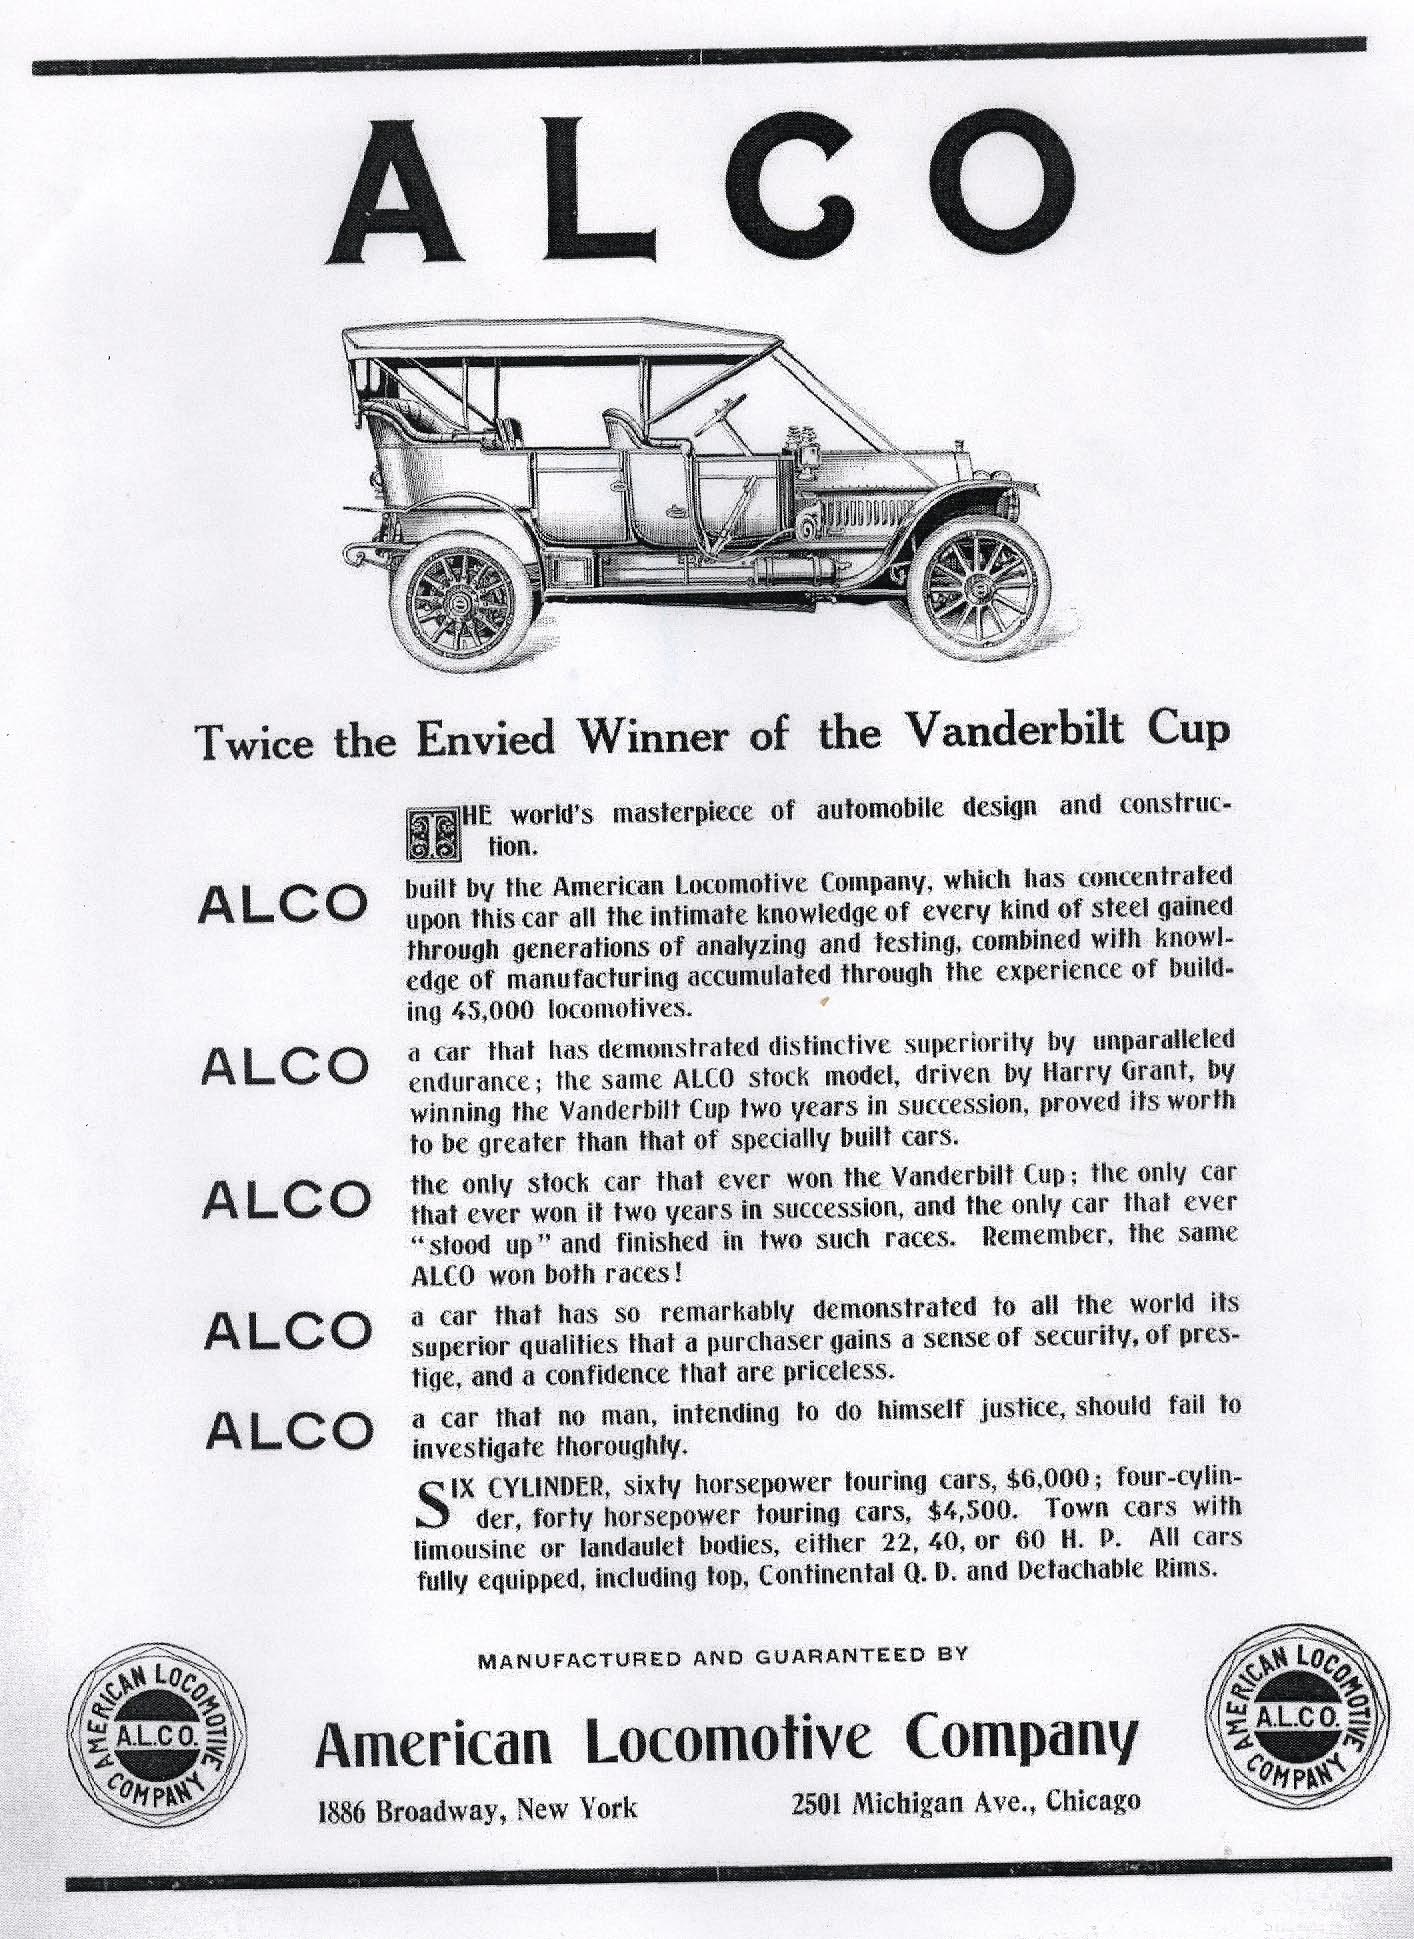 ALCO
Twice the Envied Winner of the Vanderbilt Cup
THE world's masterpiece of automobile design and construc-
tion.
ALCO built by the American Locomotive Company, which has concentrated
upon this car all the intimate knowledge of every kind of steel gained
through generations of analyzing and testing, combined with knowl-
edge of manufacturing accumulated through the experience of build-
ing 45,000 locomotives.
ALCO a car that has demonstrated distinctive superiority by unparalleled
endurance; the same ALCO stock model, driven by Harry Grant, by
winning the Vanderbilt Cup two years in succession, proved its worth
to be greater than that of specially built cars.
ALCO the only stock car that ever won the Vanderbilt Cup; the only car
that ever won it two years in succession, and the only car that ever
"stood up" and finished in two such races. Remember, the same
ALCO won both races!
ALCO a car that has so remarkably demonstrated to all the world its
superior qualities that a purchaser gains a sense of security, of pres-
tige, and a confidence that are priceless.
ALCO a car that no man, intending to do himself justice, should fail to
investigate thoroughly.
SIX CYLINDER, sixty horsepower touring cars, $6,000; four-cylin-
der, forty horsepower touring cars, $4,500. Town cars with
limousine or landaulet bodies, either 22, 40, or 60 H. P. All cars
fully equipped, including top, Continental Q. D. and Detachable Rims.
MANUFACTURED AND GUARANTEED BY
American Locomotive Company
1886 Broadway, New York 2501 Michigan Ave., Chicago
AMERICAN LOCOMOTIVE COMPANY
A.L.CO.
AMERICAN LOCOMOTIVE COMPANY
A.L.CO.